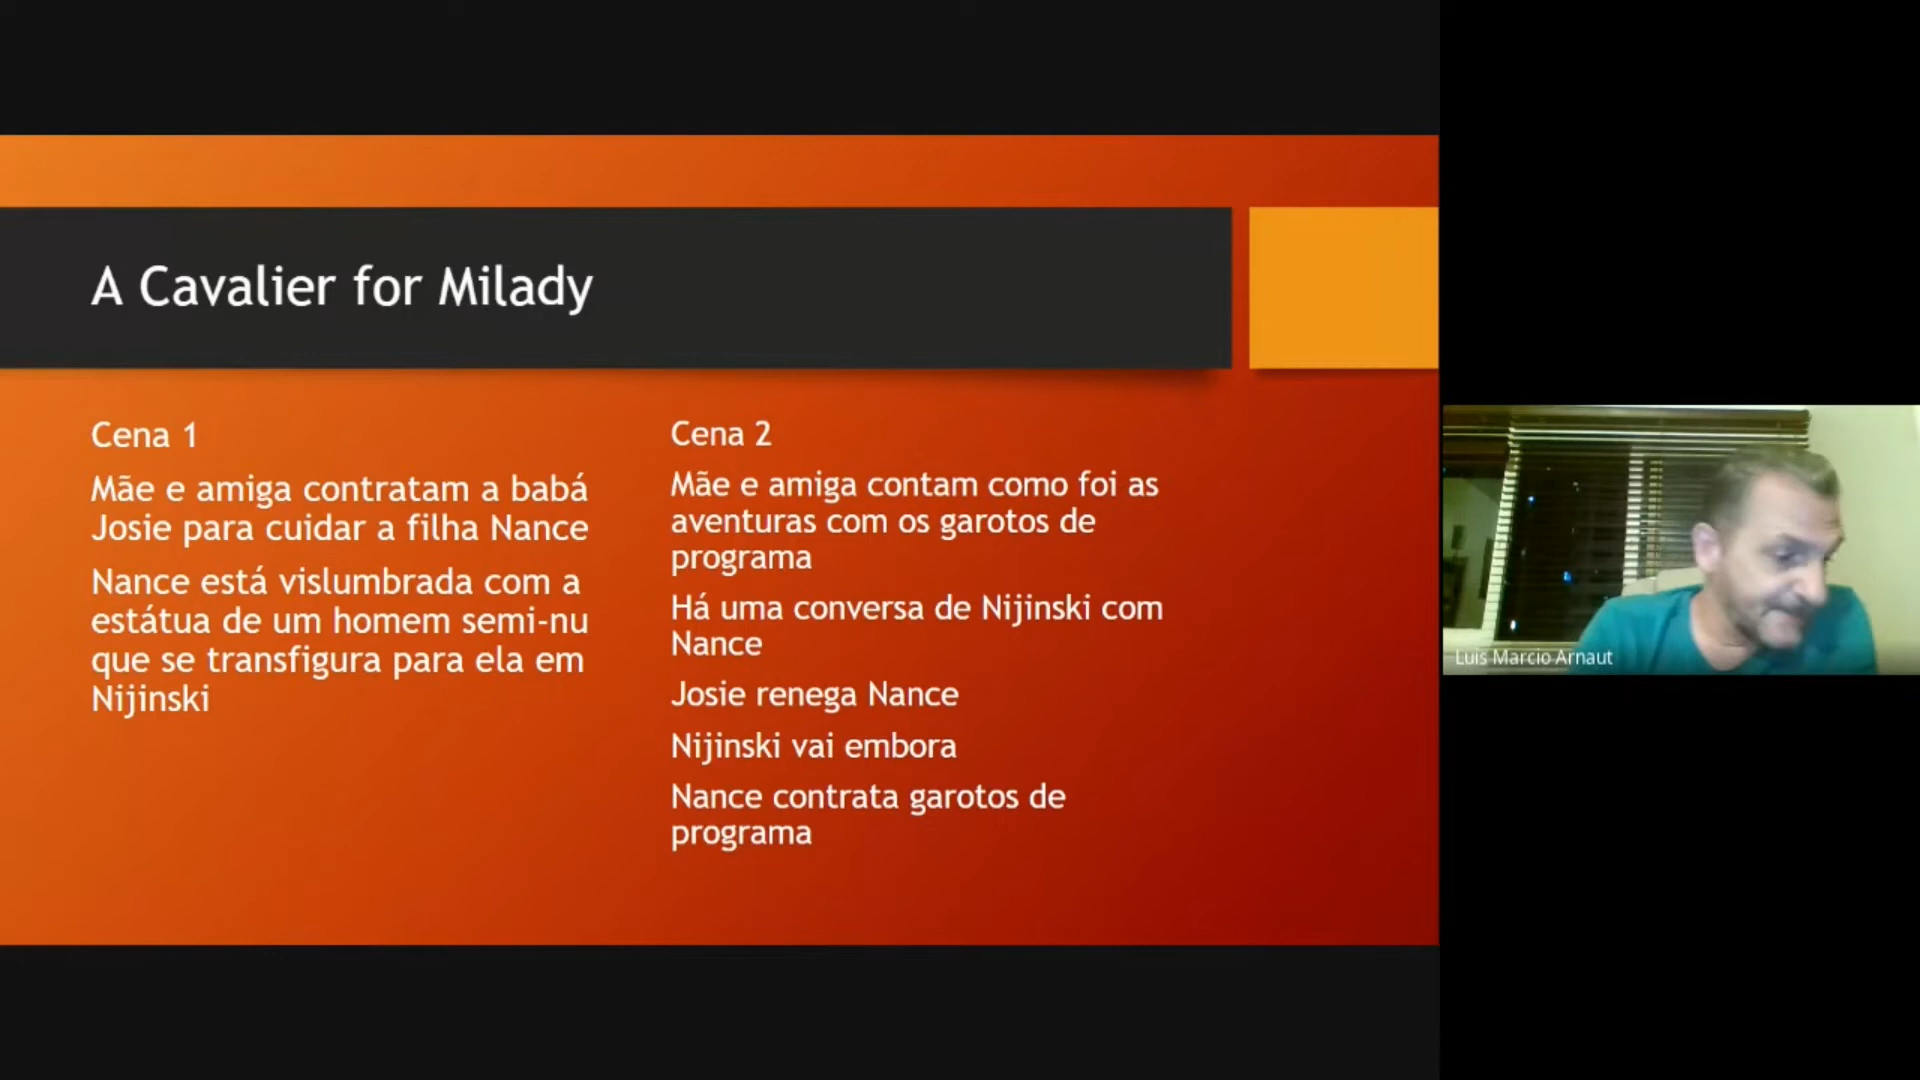 A Cavalier for Milady
Cena 1
Mãe e amiga contratam a babá
Josie para cuidar a filha Nance
Nance está vislumbrada com a
estátua de um homem semi-nu
que se transfigura para ela em
Nijinski
Cena 2
Mãe e amiga contam como foi as
aventuras com os garotos de
programa
Há uma conversa de Nijinski com
Nance
Josie renega Nance
Nijinski vai embora
Nance contrata garotos de
programa
Luis Marcio Arnaut